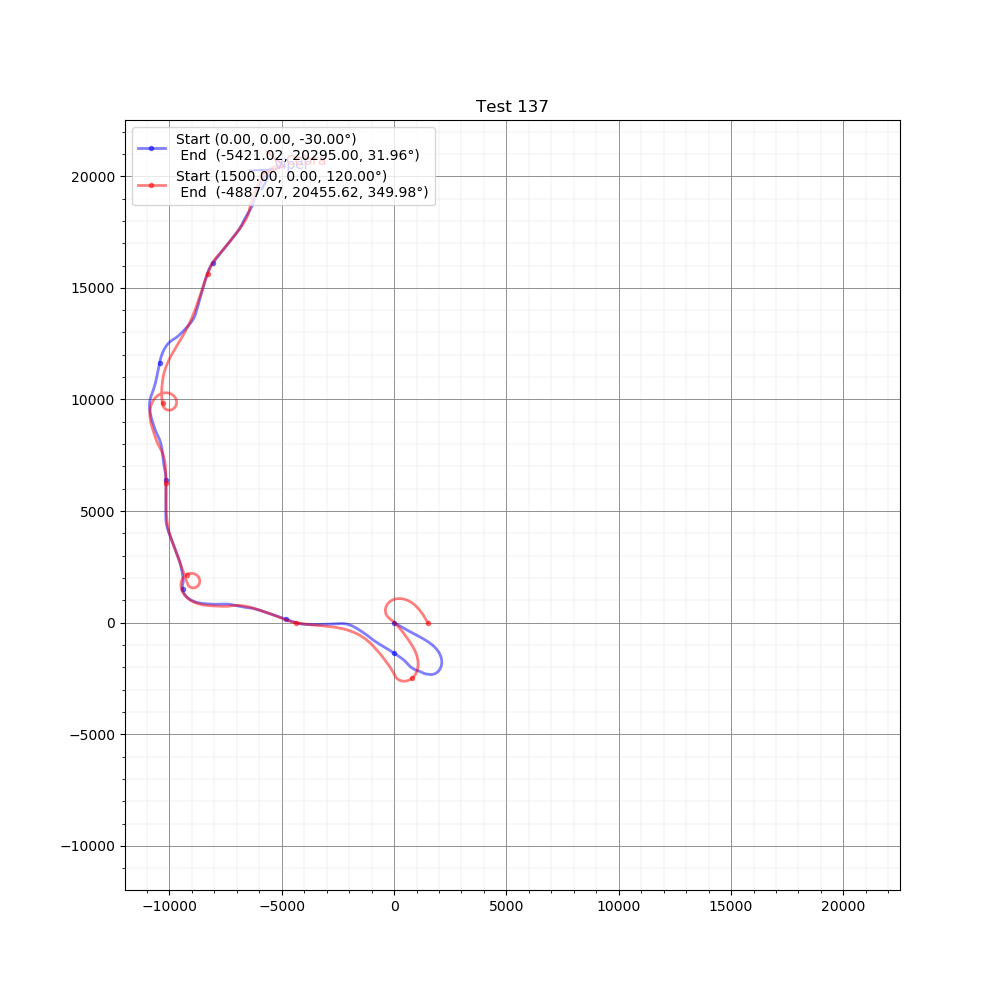 Test 137
Start (0.00, 0.00, -30.00°)
End (-5421.02, 20295.00, 31.96°)
Start (1500.00, 0.00, 120.00°)
End (-4887.07, 20455.62, 349.98°)
20000
15000
10000
5000
0
−5000
−10000
−10000 −5000 0 5000 10000 15000 20000